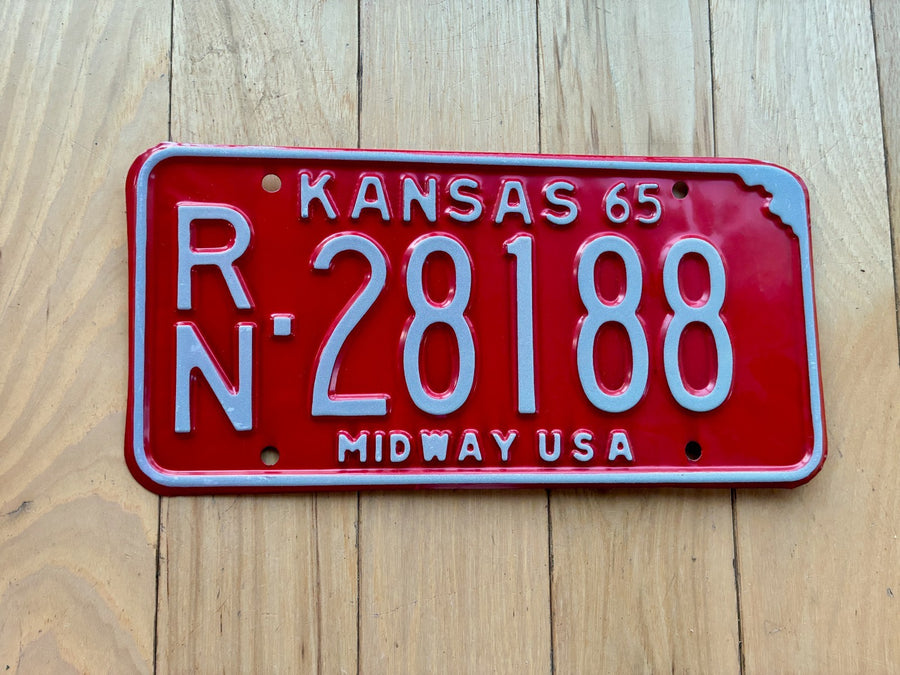 KANSAS 65
RN·28188
MIDWAY USA